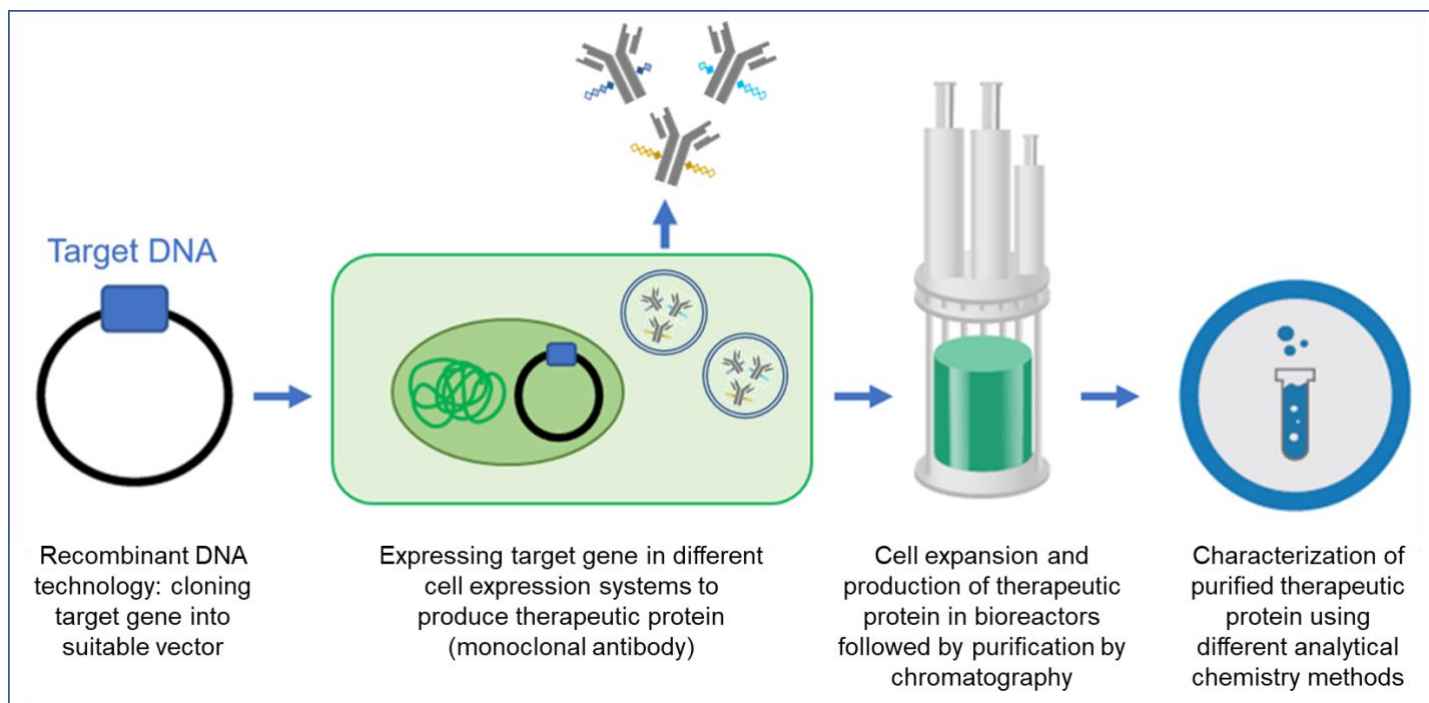 Target DNA
Recombinant DNA
technology: cloning
target gene into
suitable vector
Expressing target gene in different
cell expression systems to
produce therapeutic protein
(monoclonal antibody)
Cell expansion and
production of therapeutic
protein in bioreactors
followed by purification by
chromatography
Characterization of
purified therapeutic
protein using
different analytical
chemistry methods